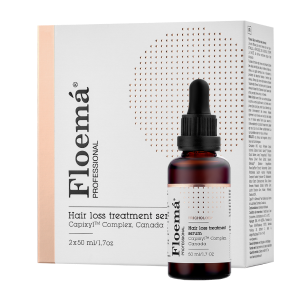 Floemá®
PROFESSIONAL
Hair loss treatment ser
Capixyl™ Complex, Canada
2x50 ml/1,7oz
Floemá®
PROFESSIONAL
Hair loss treatment
serum
Capixyl™ Complex,
Canada
50 ml/1,7oz